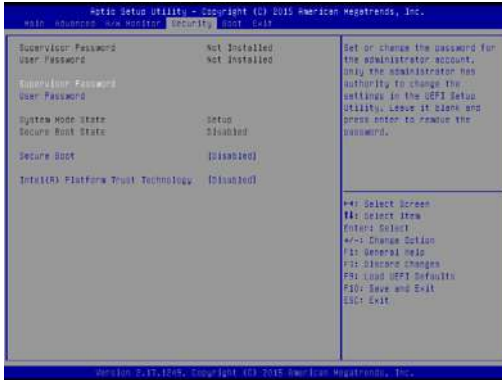 Aptio Setup Utility - Copyright (C) 2015 American Megatrends, Inc.
Main Advanced H/W Monitor Security Boot Exit
Supervisor Password Not Installed
User Password Not Installed
Supervisor Password
User Password
System Mode State Setup
Secure Boot State Disabled
Secure Boot [Disabled]
Intel(R) Platform Trust Technology [Disabled]
Set or change the password for
the administrator account.
Only the administrator has
authority to change the
settings in the UEFI Setup
Utility. Leave it blank and
press enter to remove the
password.
Select Screen
↑↓: Select Item
Enter: Select
+/-: Change Option
F1: General Help
F7: Discard Changes
F9: Load UEFI Defaults
F10: Save and Exit
ESC: Exit
Version 2.17.1249. Copyright (C) 2015 American Megatrends, Inc.